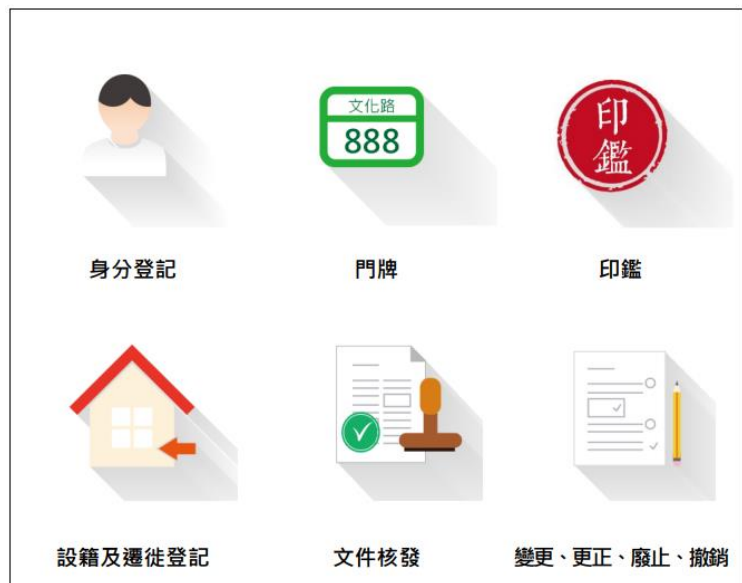 文化路
888
印
鑑
身分登記
門牌
印鑑
設籍及遷徙登記
文件核發
變更、更正、廢止、撤銷